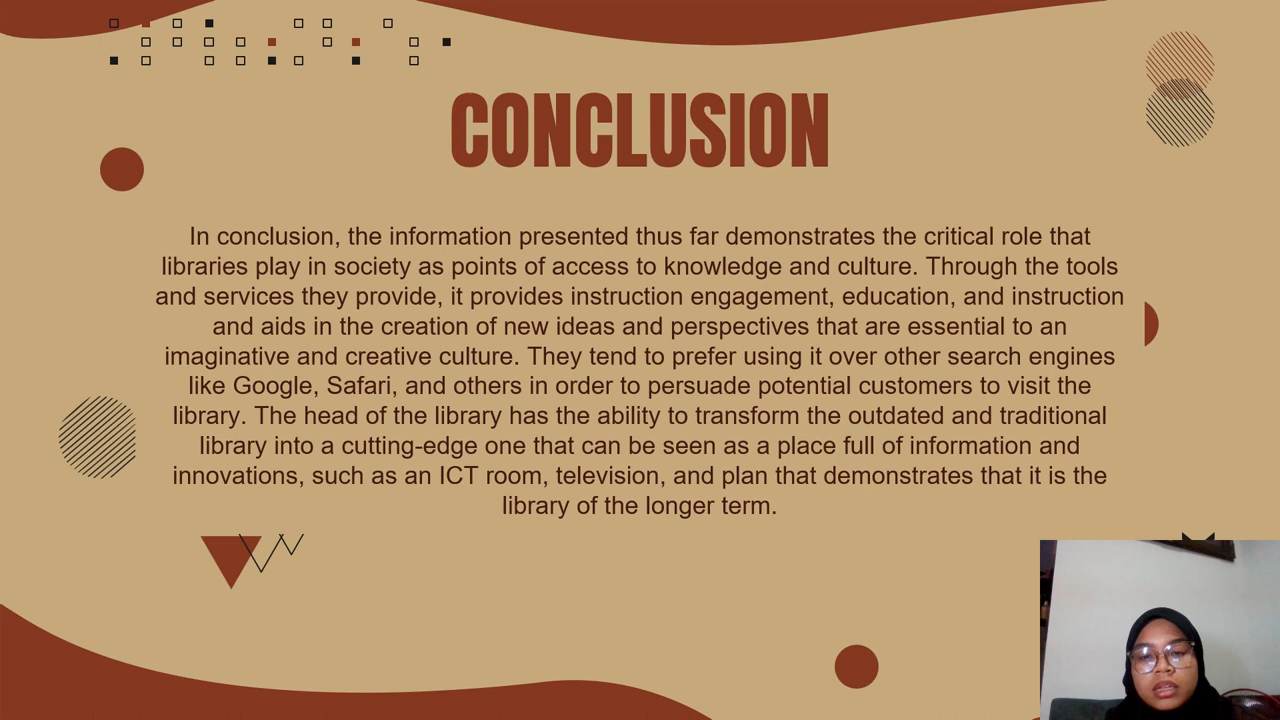 CONCLUSION
In conclusion, the information presented thus far demonstrates the critical role that
libraries play in society as points of access to knowledge and culture. Through the tools
and services they provide, it provides instruction engagement, education, and instruction
and aids in the creation of new ideas and perspectives that are essential to an
imaginative and creative culture. They tend to prefer using it over other search engines
like Google, Safari, and others in order to persuade potential customers to visit the
library. The head of the library has the ability to transform the outdated and traditional
library into a cutting-edge one that can be seen as a place full of information and
innovations, such as an ICT room, television, and plan that demonstrates that it is the
library of the longer term.